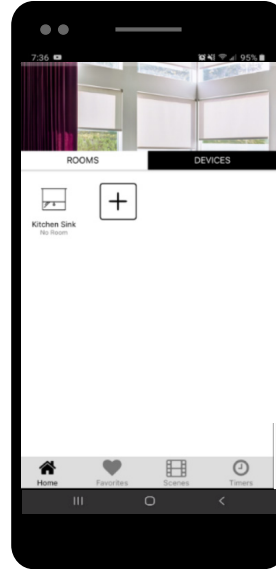 7:36 95%
ROOMS DEVICES
Kitchen Sink
No Room
Home Favorites Scenes Timers